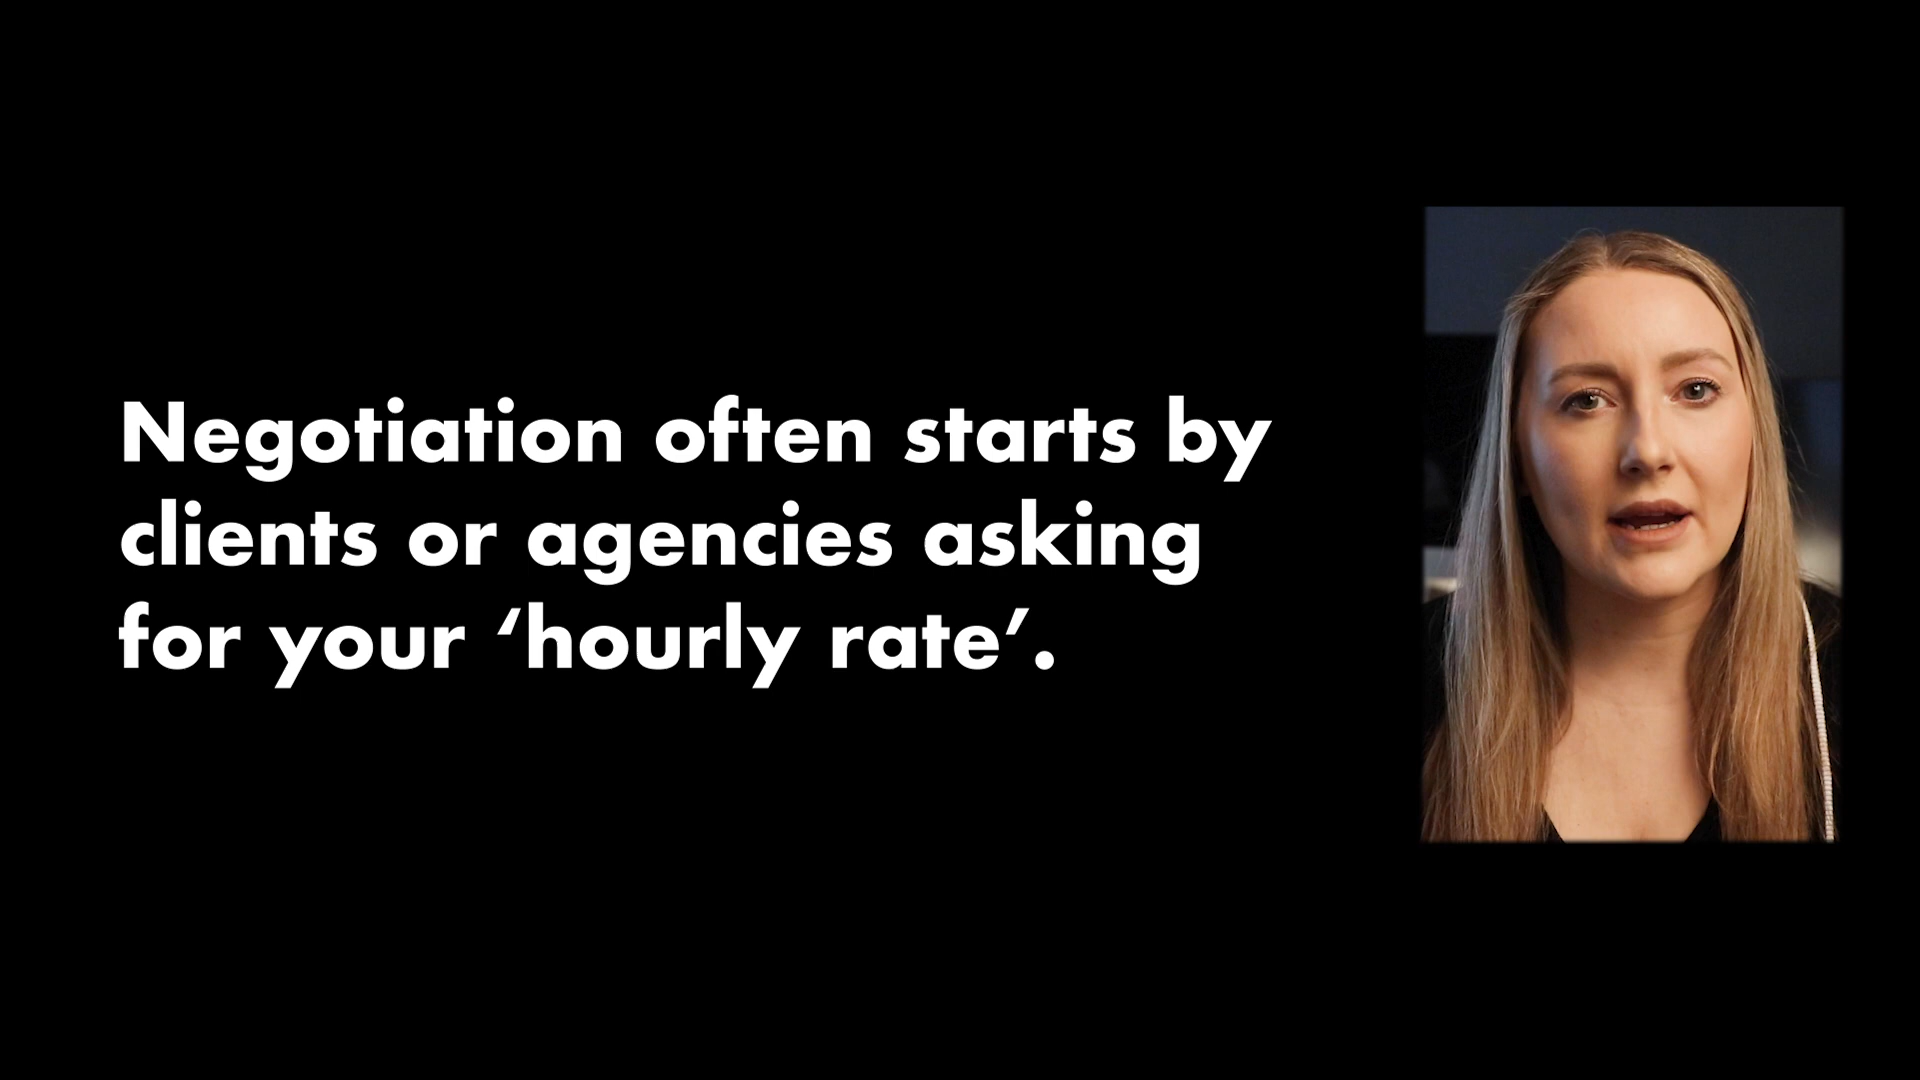 Negotiation often starts by
clients or agencies asking
for your ‘hourly rate’.